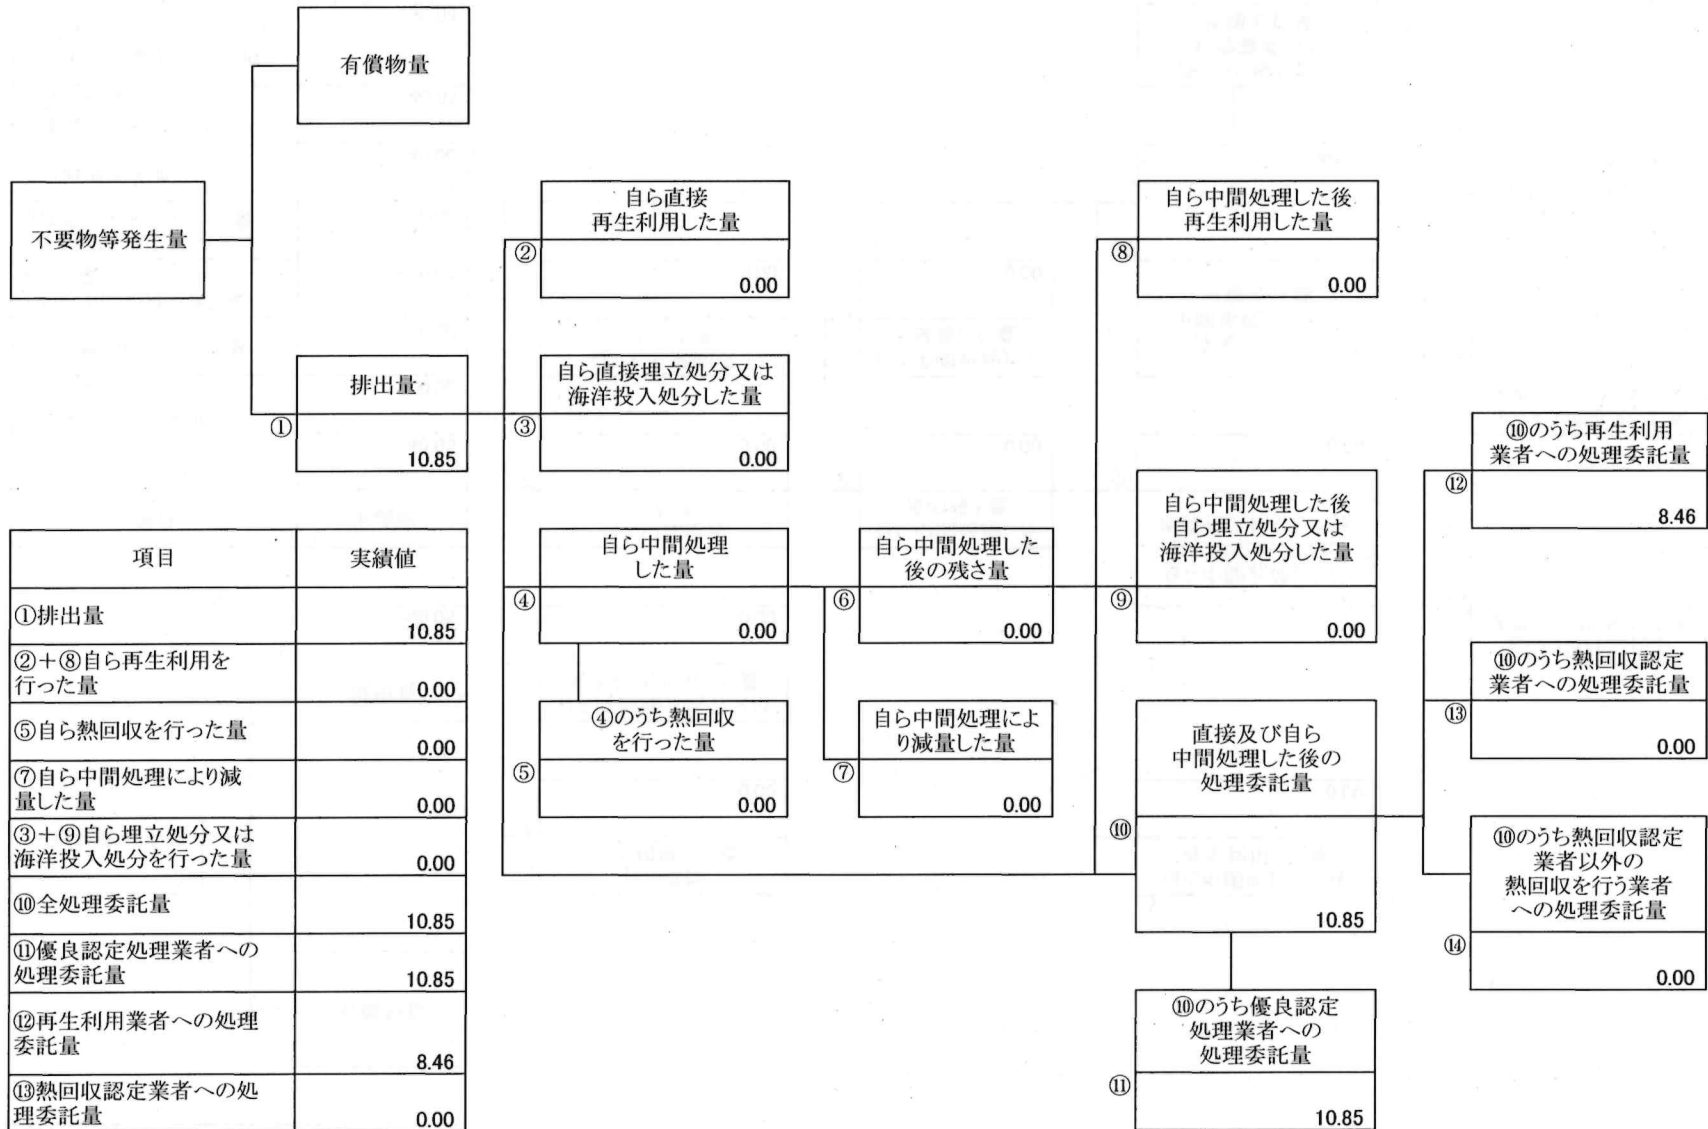 有償物量
不要物等発生量
自ら直接
再生利用した量
②
0.00
自ら中間処理した後
再生利用した量
⑧
0.00
排出量
①
10.85
自ら直接埋立処分又は
海洋投入処分した量
③
0.00
⑩のうち再生利用
業者への処理委託量
⑫
8.46
自ら中間処理
した量
④
0.00
自ら中間処理した
後の残さ量
⑥
0.00
自ら中間処理した後
自ら埋立処分又は
海洋投入処分した量
⑨
0.00
⑩のうち熱回収認定
業者への処理委託量
⑬
0.00
④のうち熱回収
を行った量
⑤
0.00
自ら中間処理によ
り減量した量
⑦
0.00
直接及び自ら
中間処理した後の
処理委託量
⑩
10.85
⑩のうち熱回収認定
業者以外の
熱回収を行う業者
への処理委託量
⑭
0.00
⑩のうち優良認定
処理業者への
処理委託量
⑪
10.85
項目 実績値
①排出量
10.85
②+⑧自ら再生利用を
行った量 0.00
⑤自ら熱回収を行った量
0.00
⑦自ら中間処理により減
量した量 0.00
③+⑨自ら埋立処分又は
海洋投入処分を行った量 0.00
⑩全処理委託量
10.85
⑪優良認定処理業者への
処理委託量 10.85
⑫再生利用業者への処理
委託量
8.46
⑬熱回収認定業者への処
理委託量 0.00